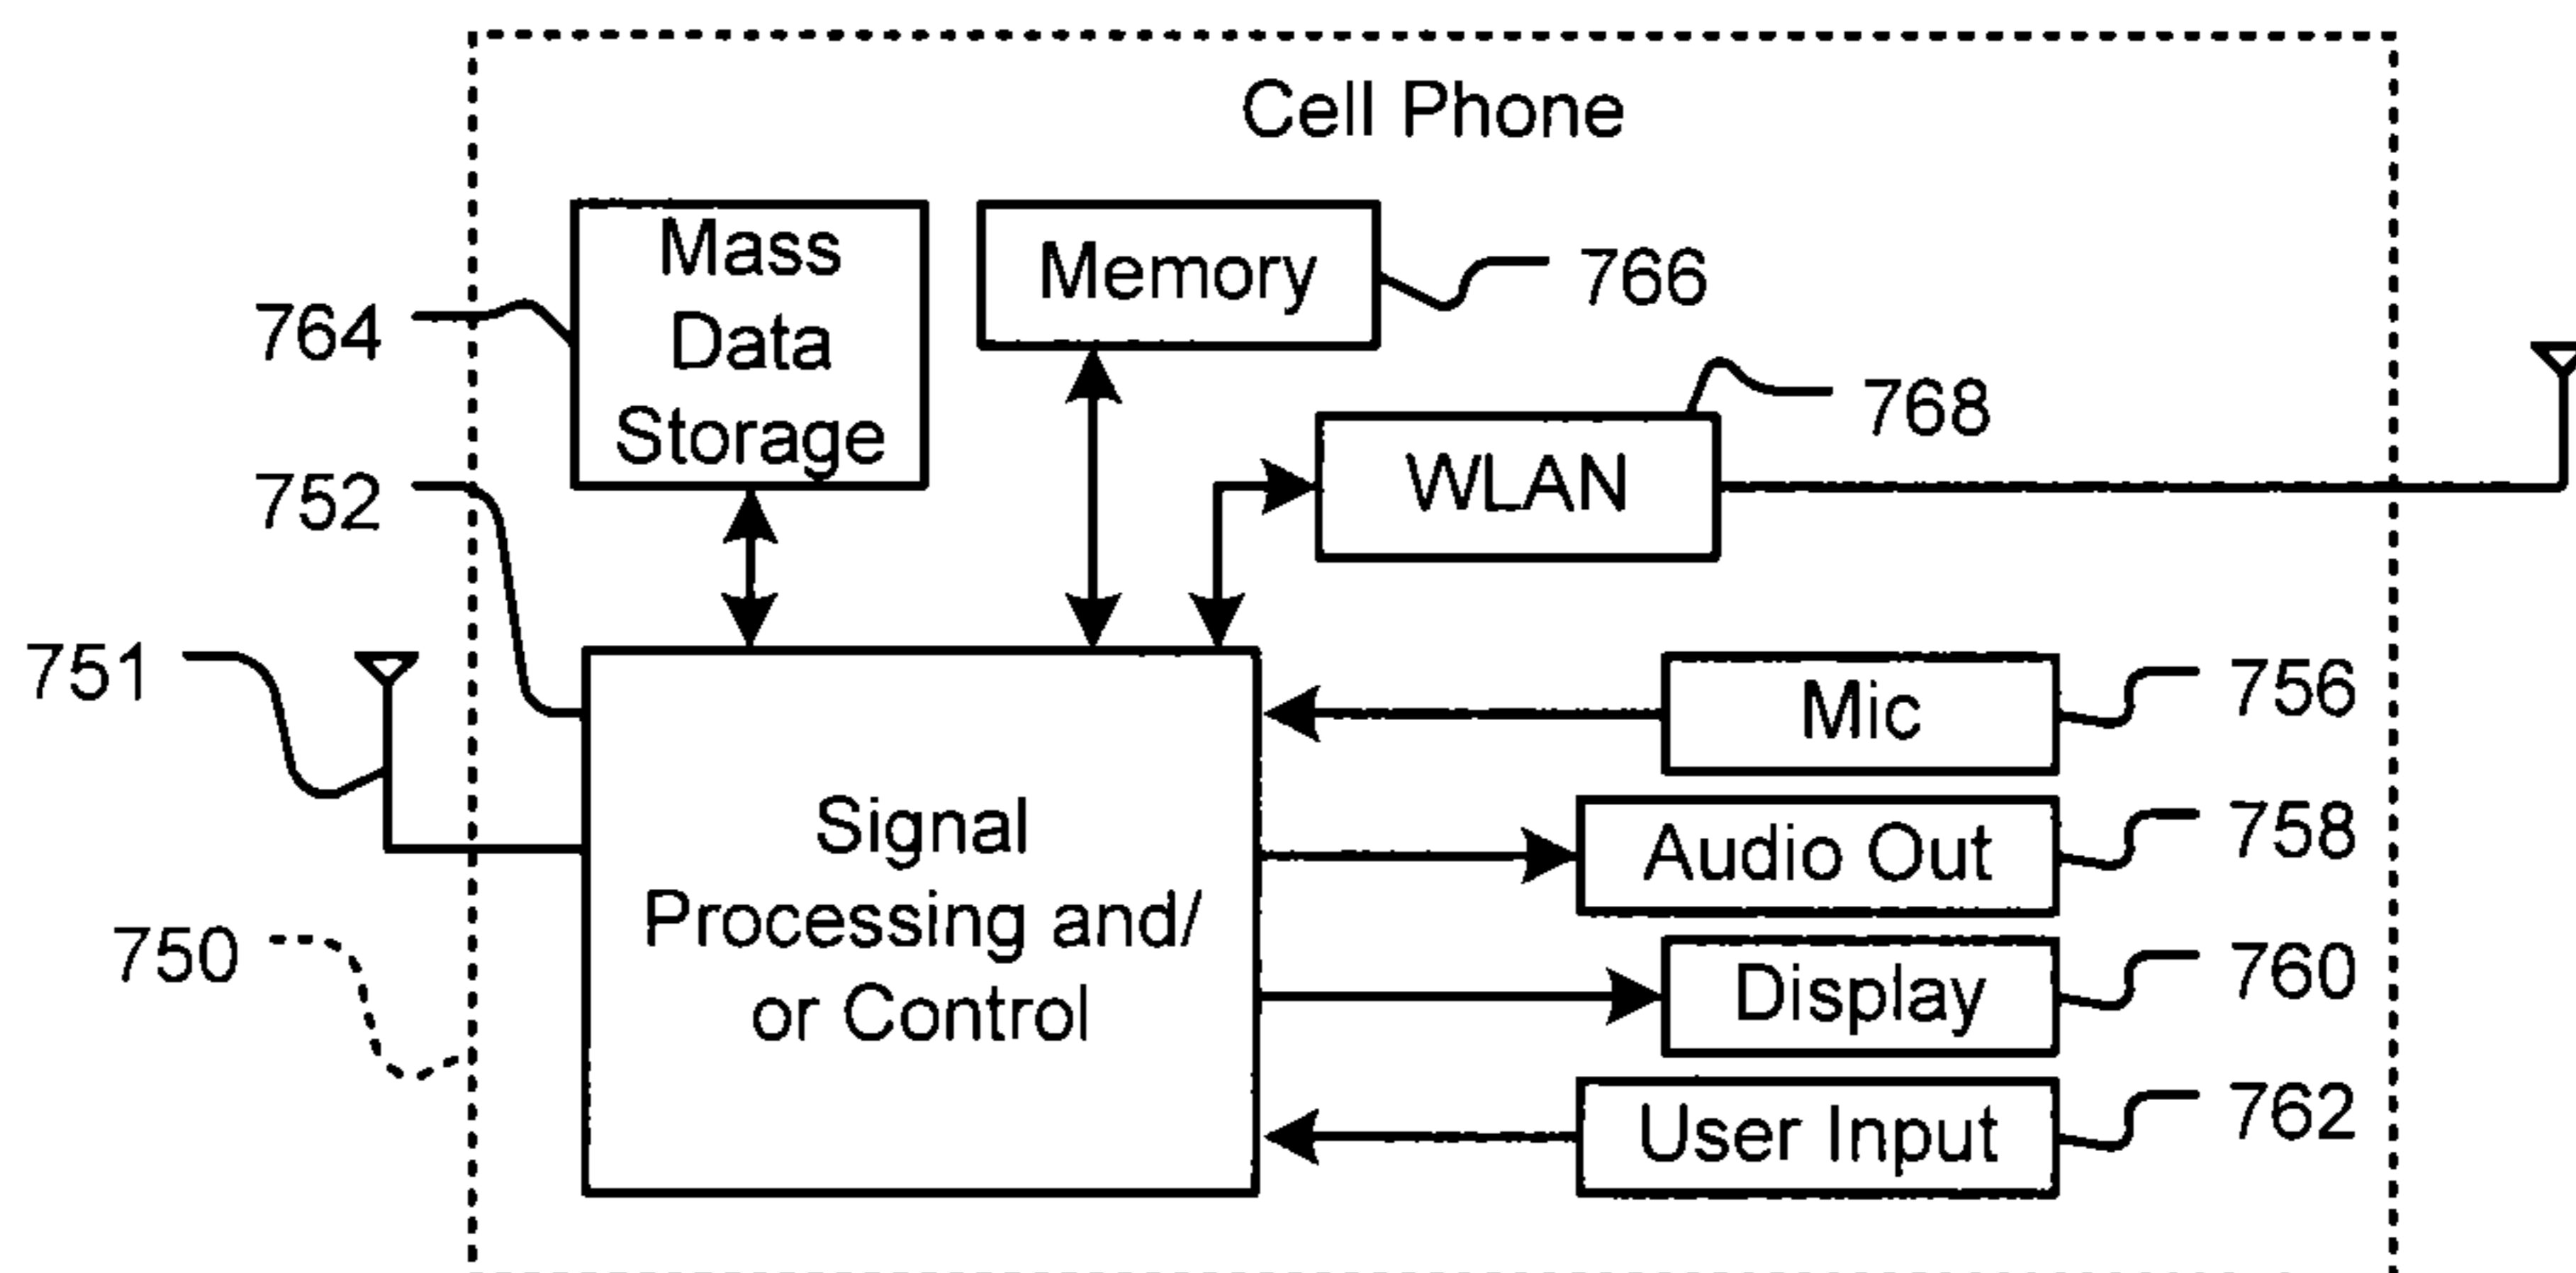 Cell Phone
Mass
Data
Storage
764
Memory
766
WLAN
768
752
751
750
Signal
Processing and/
or Control
Mic
756
Audio Out
758
Display
760
User Input
762